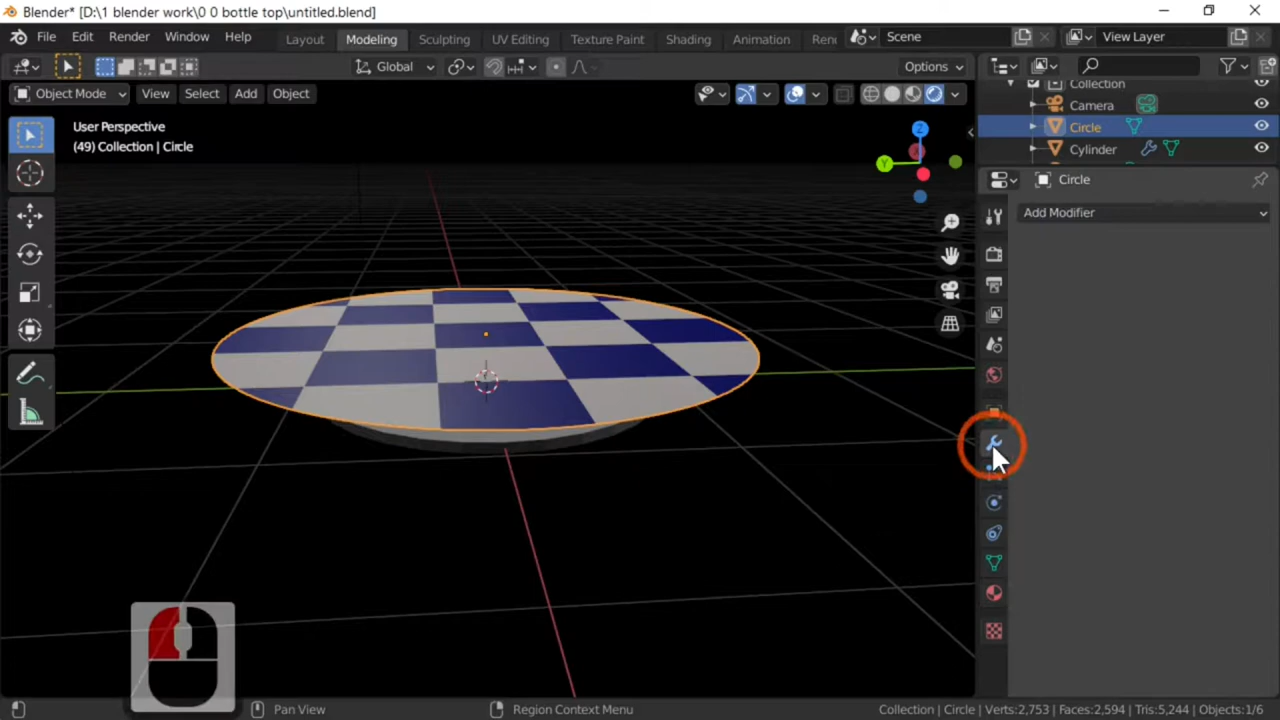 Blender* [D:\1 blender work\0 0 bottle top\untitled.blend]
File Edit Render Window Help Layout Modeling Sculpting UV Editing Texture Paint Shading Animation Scene View Layer
Global Options
Object Mode View Select Add Object
Collection
Camera
Circle
Cylinder
User Perspective
(49) Collection | Circle
Z
Y
Circle
Add Modifier
Pan View Region Context Menu Collection | Circle | Verts:2,753 | Faces:2,594 | Tris:5,244 | Objects:1/6